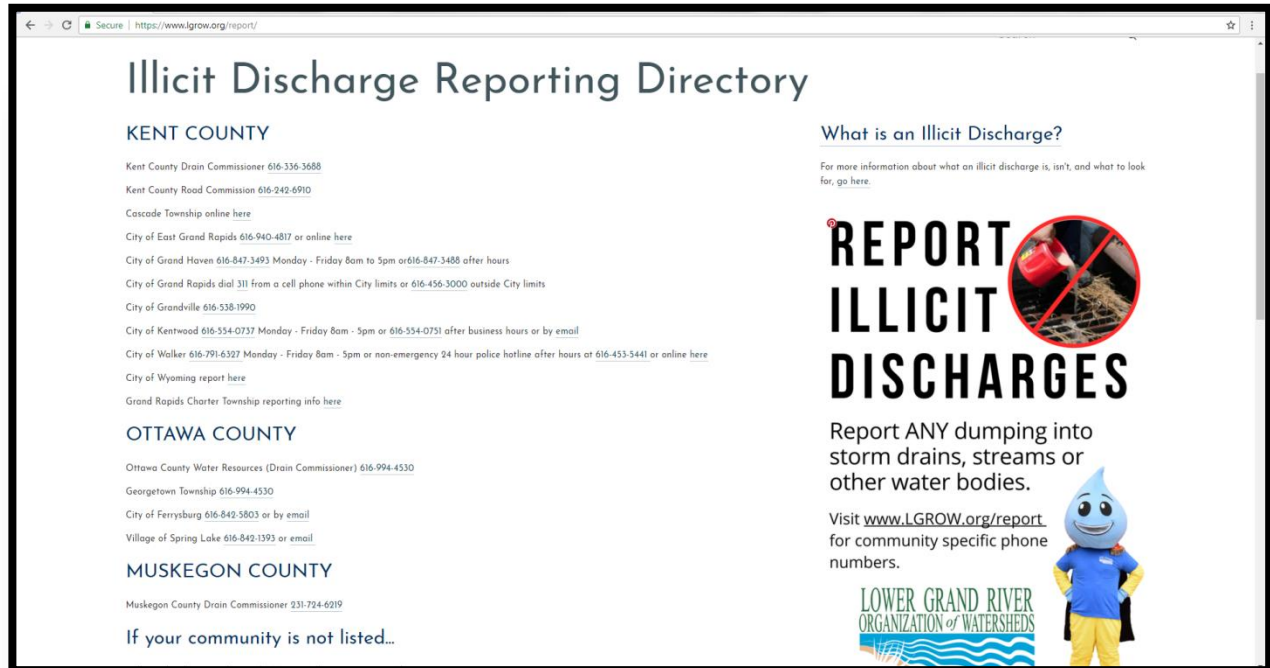 Secure | https://www.lgrow.org/report/
Illicit Discharge Reporting Directory
KENT COUNTY
Kent County Drain Commissioner 616-336-3688
Kent County Road Commission 616-242-6910
Cascade Township online here
City of East Grand Rapids 616-940-4817 or online here
City of Grand Haven 616-847-3493 Monday - Friday 8am to 5pm or616-847-3488 after hours
City of Grand Rapids dial 311 from a cell phone within City limits or 616-456-3000 outside City limits
City of Grandville 616-538-1990
City of Kentwood 616-554-0737 Monday - Friday 8am - 5pm or 616-554-0751 after business hours or by email
City of Walker 616-791-6327 Monday - Friday 8am - 5pm or non-emergency 24 hour police hotline after hours at 616-453-5441 or online here
City of Wyoming report here
Grand Rapids Charter Township reporting info here
OTTAWA COUNTY
Ottawa County Water Resources (Drain Commissioner) 616-994-4530
Georgetown Township 616-994-4530
City of Ferrysburg 616-842-5803 or by email
Village of Spring Lake 616-842-1393 or email
MUSKEGON COUNTY
Muskegon County Drain Commissioner 231-724-6219
If your community is not listed...
What is an Illicit Discharge?
For more information about what an illicit discharge is, isn't, and what to look
for, go here.
REPORT
ILLICIT
DISCHARGES
Report ANY dumping into
storm drains, streams or
other water bodies.
Visit www.LGROW.org/report
for community specific phone
numbers.
LOWER GRAND RIVER
ORGANIZATION of WATERSHEDS